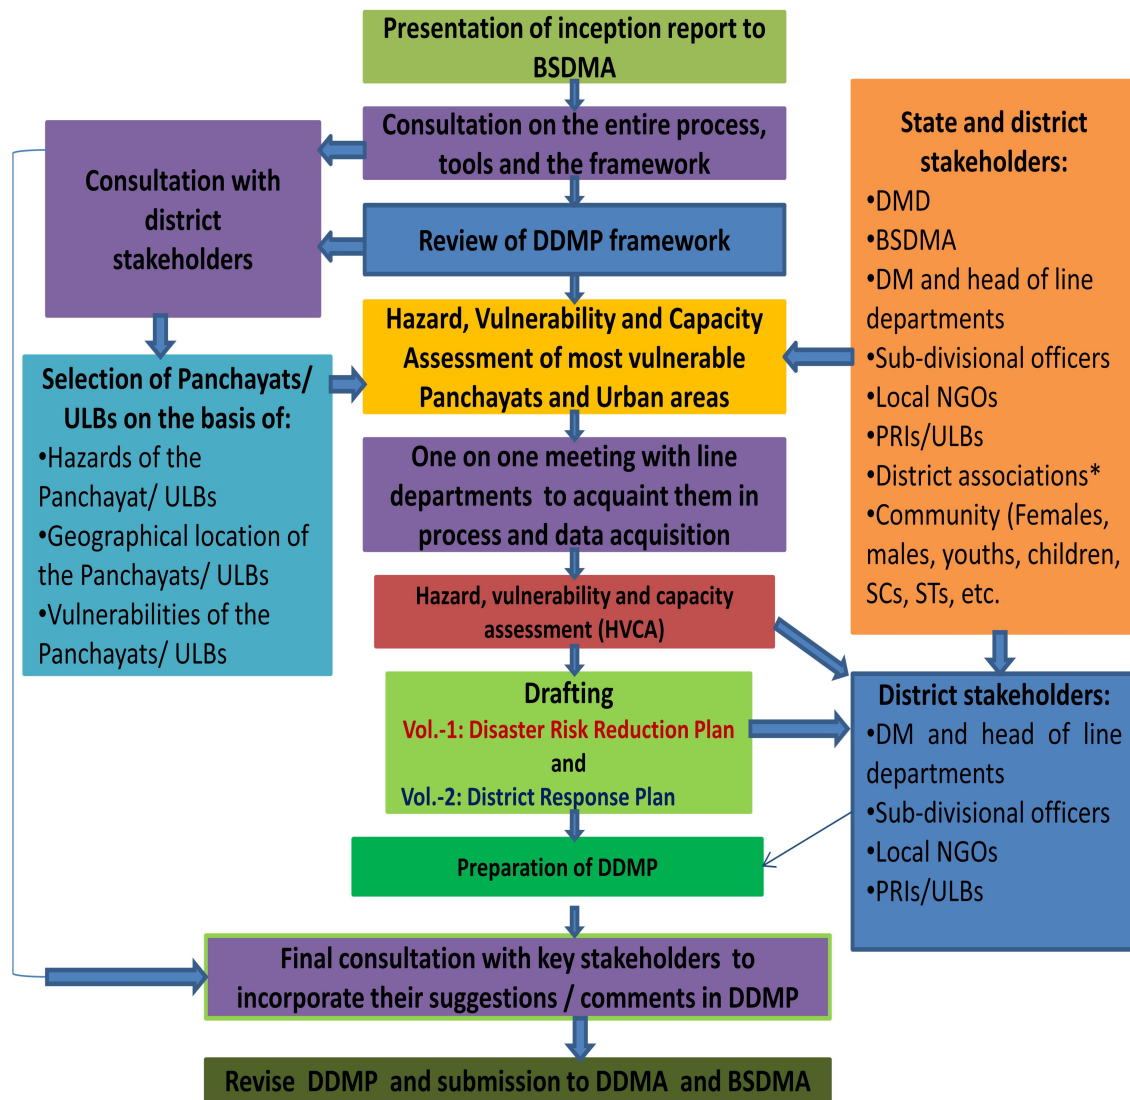 Presentation of inception report to
BSDMA
Consultation on the entire process,
tools and the framework
Consultation with
district
stakeholders
Review of DDMP framework
State and district
stakeholders:
•DMD
•BSDMA
•DM and head of line
departments
•Sub-divisional officers
•Local NGOs
•PRIs/ULBs
•District associations*
•Community (Females,
males, youths, children,
SCs, STs, etc.
Hazard, Vulnerability and Capacity
Assessment of most vulnerable
Panchayats and Urban areas
Selection of Panchayats/
ULBs on the basis of:
•Hazards of the
Panchayat/ ULBs
•Geographical location of
the Panchayats/ ULBs
•Vulnerabilities of the
Panchayats/ ULBs
One on one meeting with line
departments to acquaint them in
process and data acquisition
Hazard, vulnerability and capacity
assessment (HVCA)
Drafting
Vol.-1: Disaster Risk Reduction Plan
and
Vol.-2: District Response Plan
District stakeholders:
•DM and head of line
departments
•Sub-divisional officers
•Local NGOs
•PRIs/ULBs
Preparation of DDMP
Final consultation with key stakeholders to
incorporate their suggestions / comments in DDMP
Revise DDMP and submission to DDMA and BSDMA